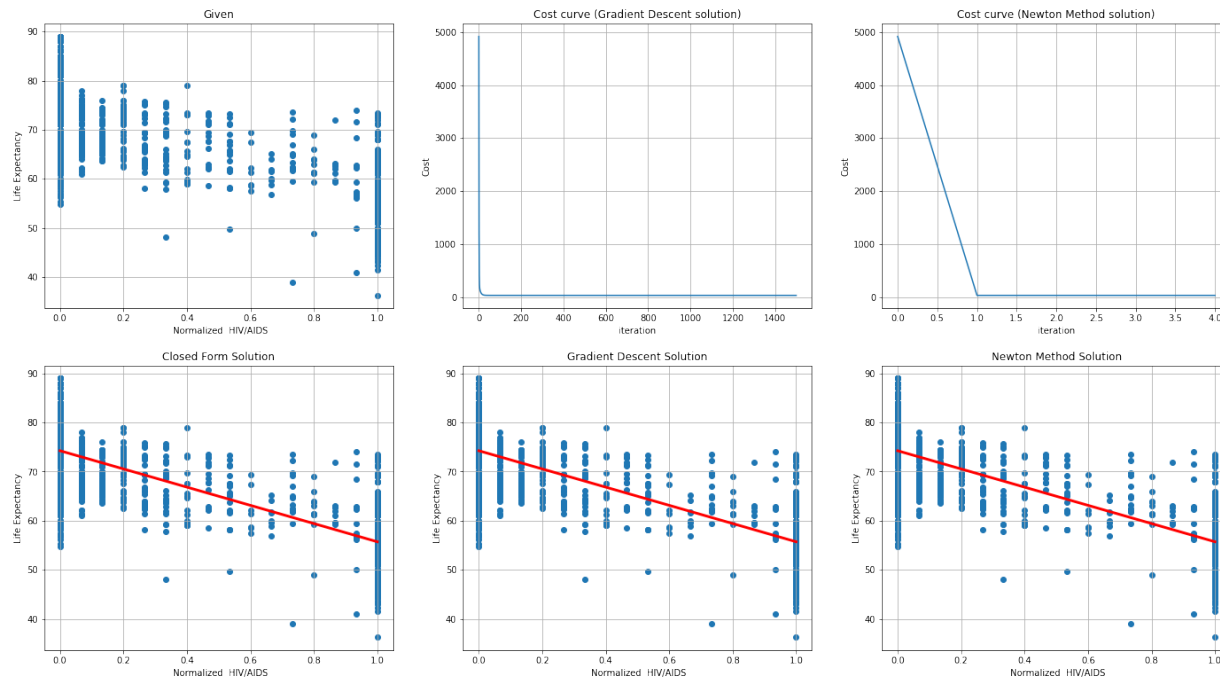 Given
90
80
70
60
50
40
Life Expectancy
0.0 0.2 0.4 0.6 0.8 1.0
Normalized HIV/AIDS
Cost curve (Gradient Descent solution)
5000
4000
3000
2000
1000
0
Cost
0 200 400 600 800 1000 1200 1400
iteration
Cost curve (Newton Method solution)
5000
4000
3000
2000
1000
0
Cost
0.0 0.5 1.0 1.5 2.0 2.5 3.0 3.5 4.0
iteration
Closed Form Solution
90
80
70
60
50
40
Life Expectancy
0.0 0.2 0.4 0.6 0.8 1.0
Normalized HIV/AIDS
Gradient Descent Solution
90
80
70
60
50
40
Life Expectancy
0.0 0.2 0.4 0.6 0.8 1.0
Normalized HIV/AIDS
Newton Method Solution
90
80
70
60
50
40
Life Expectancy
0.0 0.2 0.4 0.6 0.8 1.0
Normalized HIV/AIDS